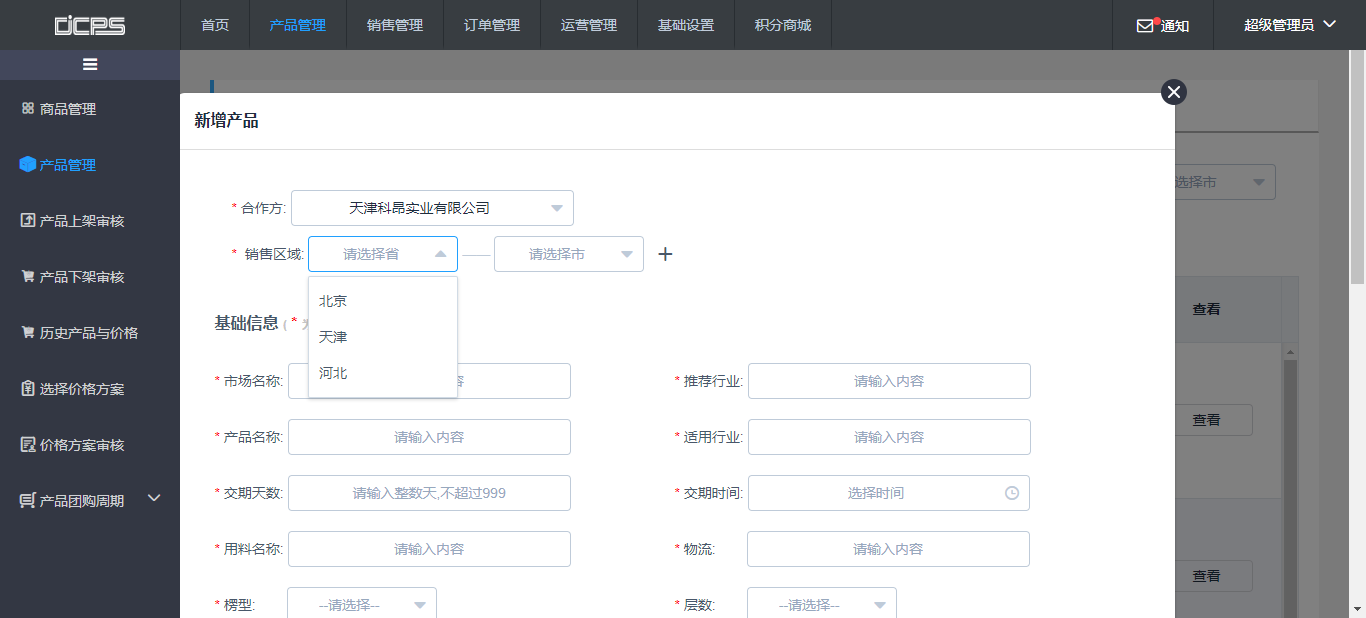 DICPS
首页 产品管理 销售管理 订单管理 运营管理 基础设置 积分商城 通知 超级管理员
商品管理
产品管理
产品上架审核
产品下架审核
历史产品与价格
选择价格方案
价格方案审核
产品团购周期
新增产品
选择市
* 合作方: 天津科昂实业有限公司
* 销售区域: 请选择省 请选择市
北京
天津
河北
基础信息 ( *
查看
* 市场名称:
* 推荐行业: 请输入内容
* 产品名称: 请输入内容
* 适用行业: 请输入内容
查看
* 交期天数: 请输入整数天,不超过999
* 交期时间: 选择时间
* 用料名称: 请输入内容
* 物流: 请输入内容
查看
* 楞型: --请选择--
* 层数: --请选择--